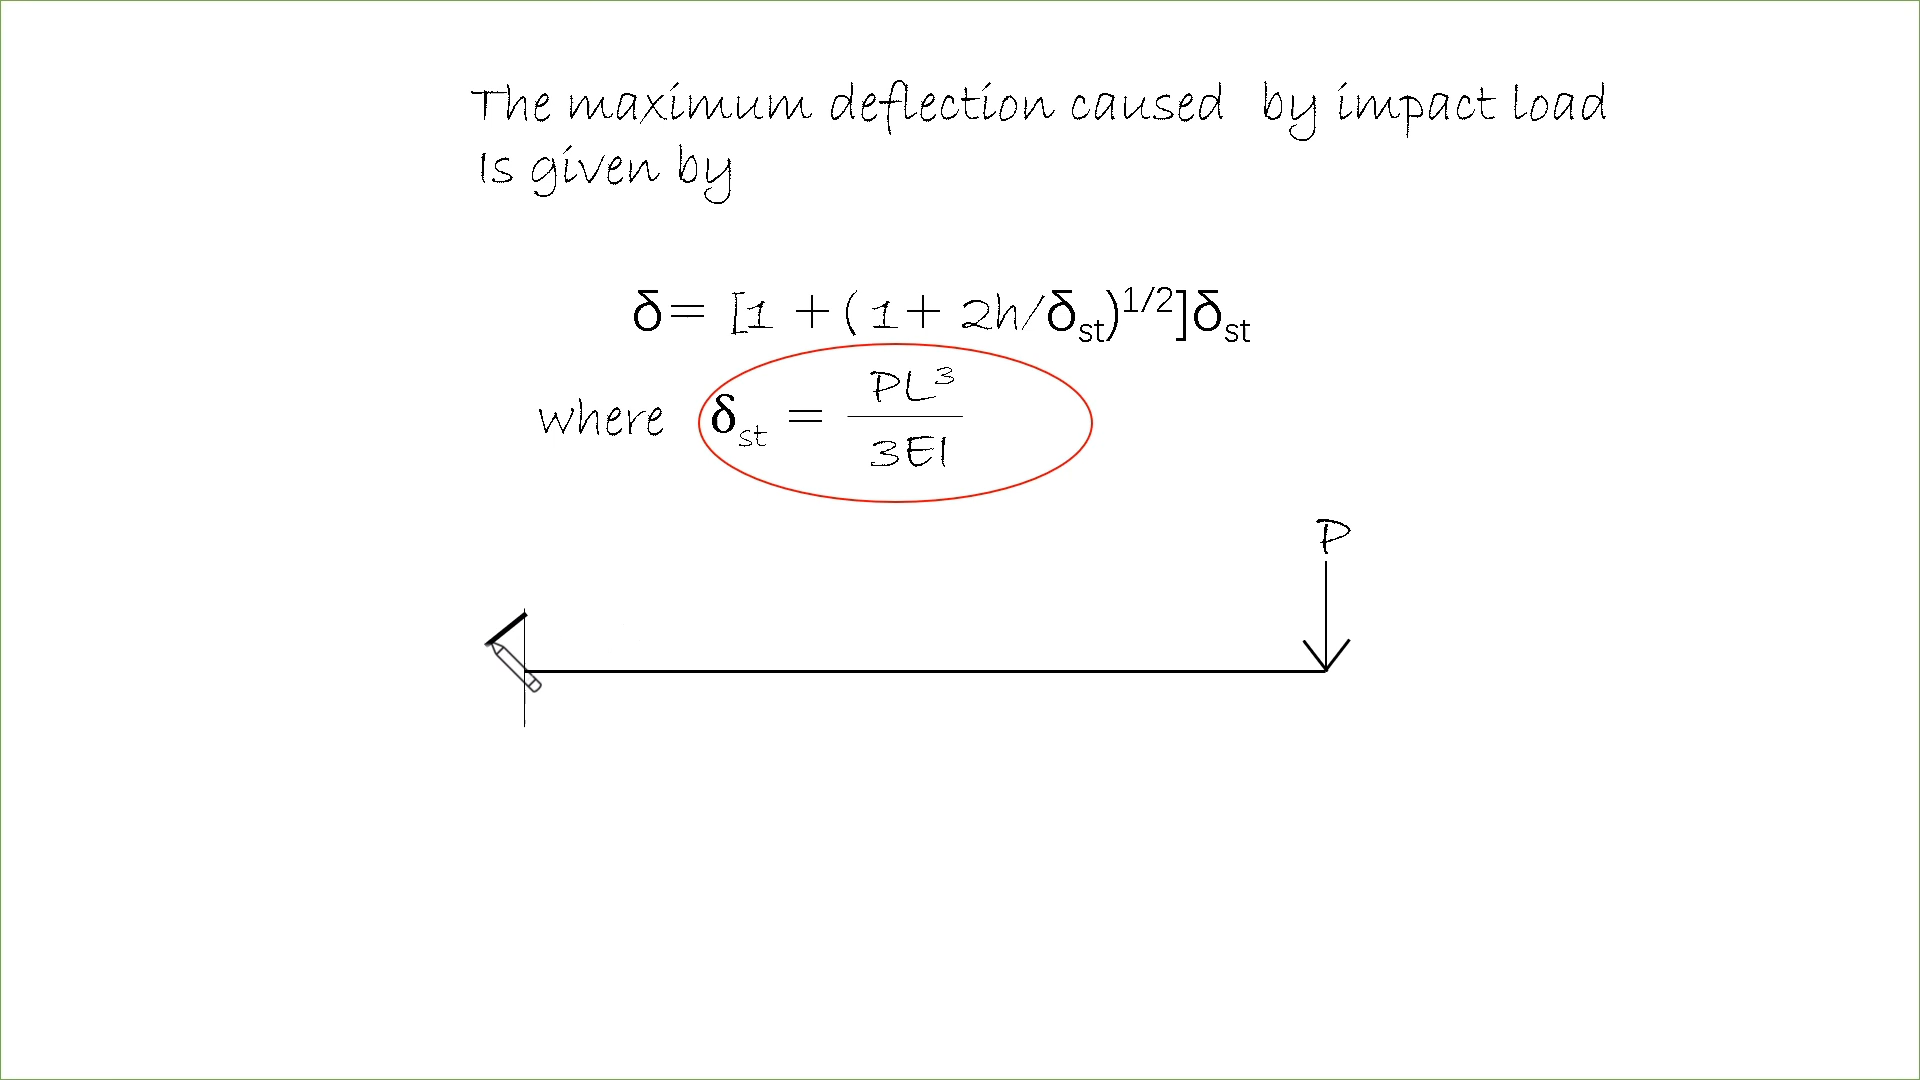 The maximum deflection caused by impact load
Is given by
δ= [1 +(1+ 2h/δst)1/2]δst
where δst = PL3
3EI
P